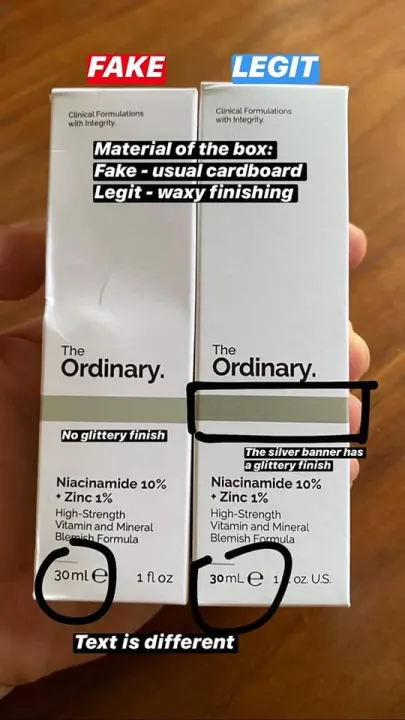 FAKE
LEGIT
Clinical Formulations
with Integrity.
Clinical Formulations
with Integrity.
Material of the box:
Fake - usual cardboard
Legit - waxy finishing
The
Ordinary.
The
Ordinary.
No glittery finish
The silver banner has
a glittery finish
Niacinamide 10%
+ Zinc 1%
High-Strength
Vitamin and Mineral
Blemish Formula
30ml e 1 fl oz
Niacinamide 10%
+ Zinc 1%
High-Strength
Vitamin and Mineral
Blemish Formula
30mL e 1 oz. U.S.
Text is different